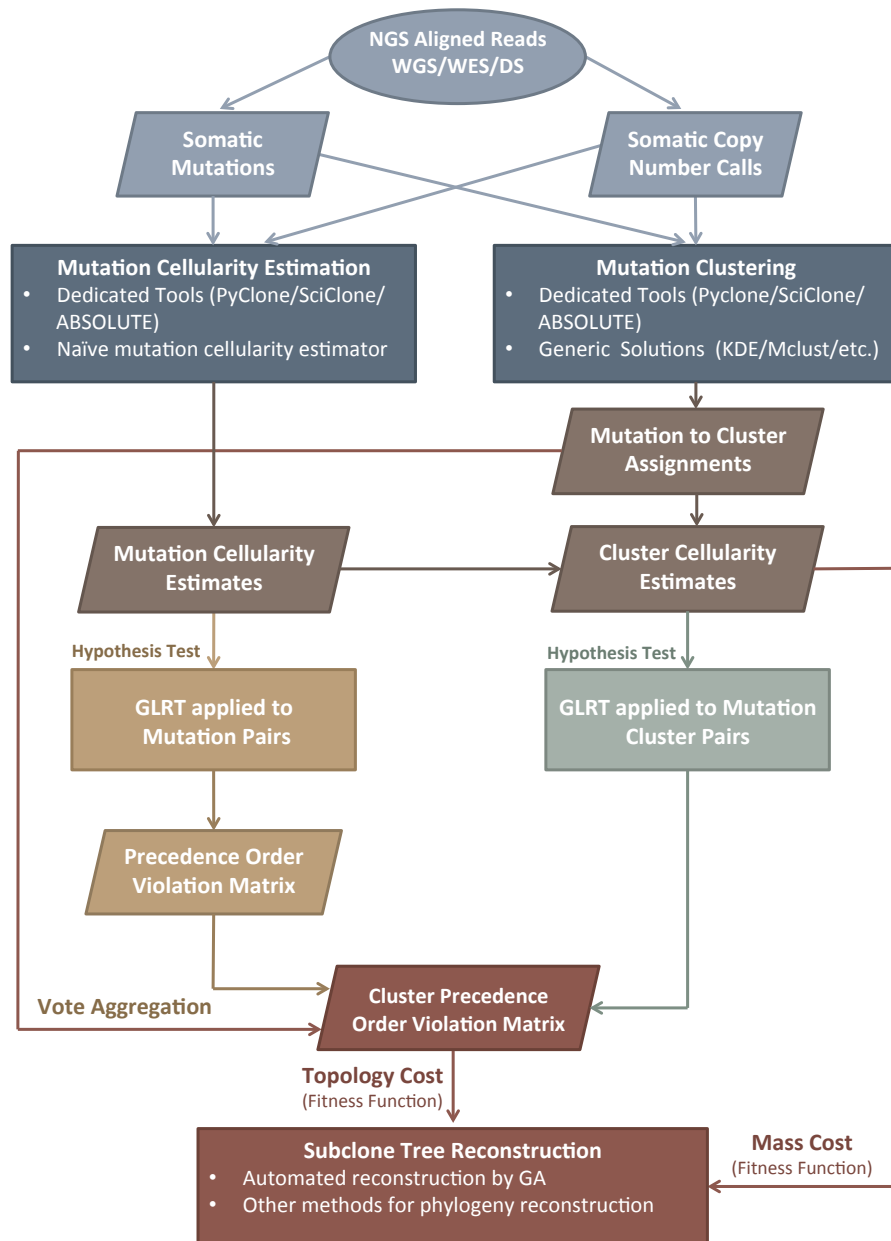 NGS Aligned Reads
WGS/WES/DS
Somatic
Mutations
Somatic Copy
Number Calls
Mutation Cellularity Estimation
• Dedicated Tools (PyClone/SciClone/
ABSOLUTE)
• Naïve mutation cellularity estimator
Mutation Clustering
• Dedicated Tools (Pyclone/SciClone/
ABSOLUTE)
• Generic Solutions (KDE/Mclust/etc.)
Mutation to Cluster
Assignments
Mutation Cellularity
Estimates
Cluster Cellularity
Estimates
Hypothesis Test
Hypothesis Test
GLRT applied to
Mutation Pairs
GLRT applied to Mutation
Cluster Pairs
Precedence Order
Violation Matrix
Vote Aggregation
Cluster Precedence
Order Violation Matrix
Topology Cost
(Fitness Function)
Subclone Tree Reconstruction
• Automated reconstruction by GA
• Other methods for phylogeny reconstruction
Mass Cost
(Fitness Function)